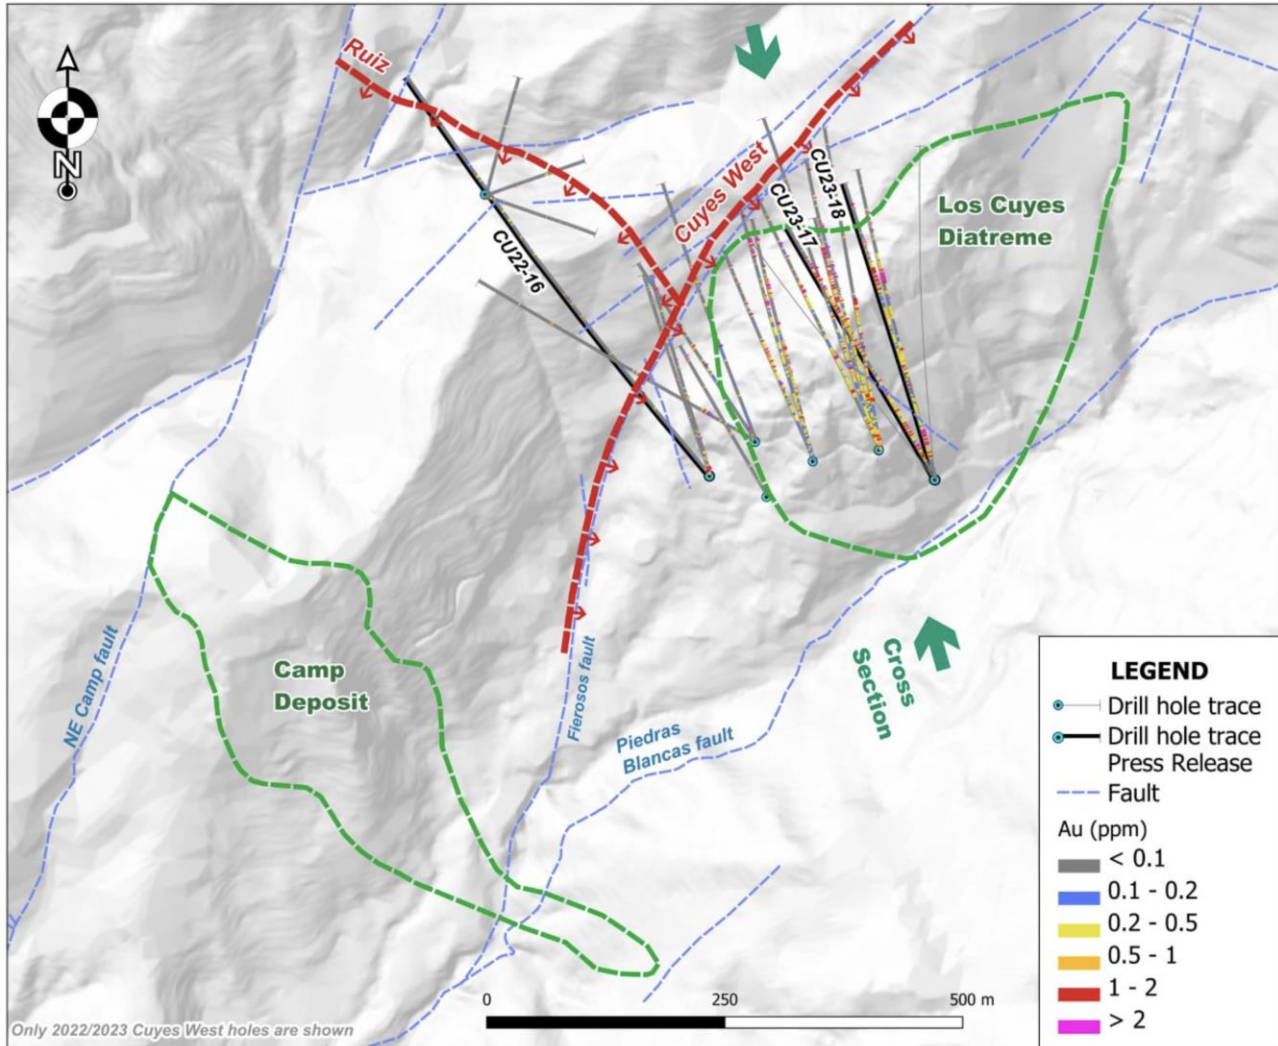 Ruiz
N
Cuyes West
CU23-18
CU23-17
CU22-16
Los Cuyes
Diatreme
Camp
Deposit
NE Camp fault
Fierosos fault
Piedras
Blancas fault
Cross
Section
LEGEND
Drill hole trace
Drill hole trace
Press Release
Fault
Au (ppm)
< 0.1
0.1 - 0.2
0.2 - 0.5
0.5 - 1
1 - 2
> 2
0 250 500 m
Only 2022/2023 Cuyes West holes are shown